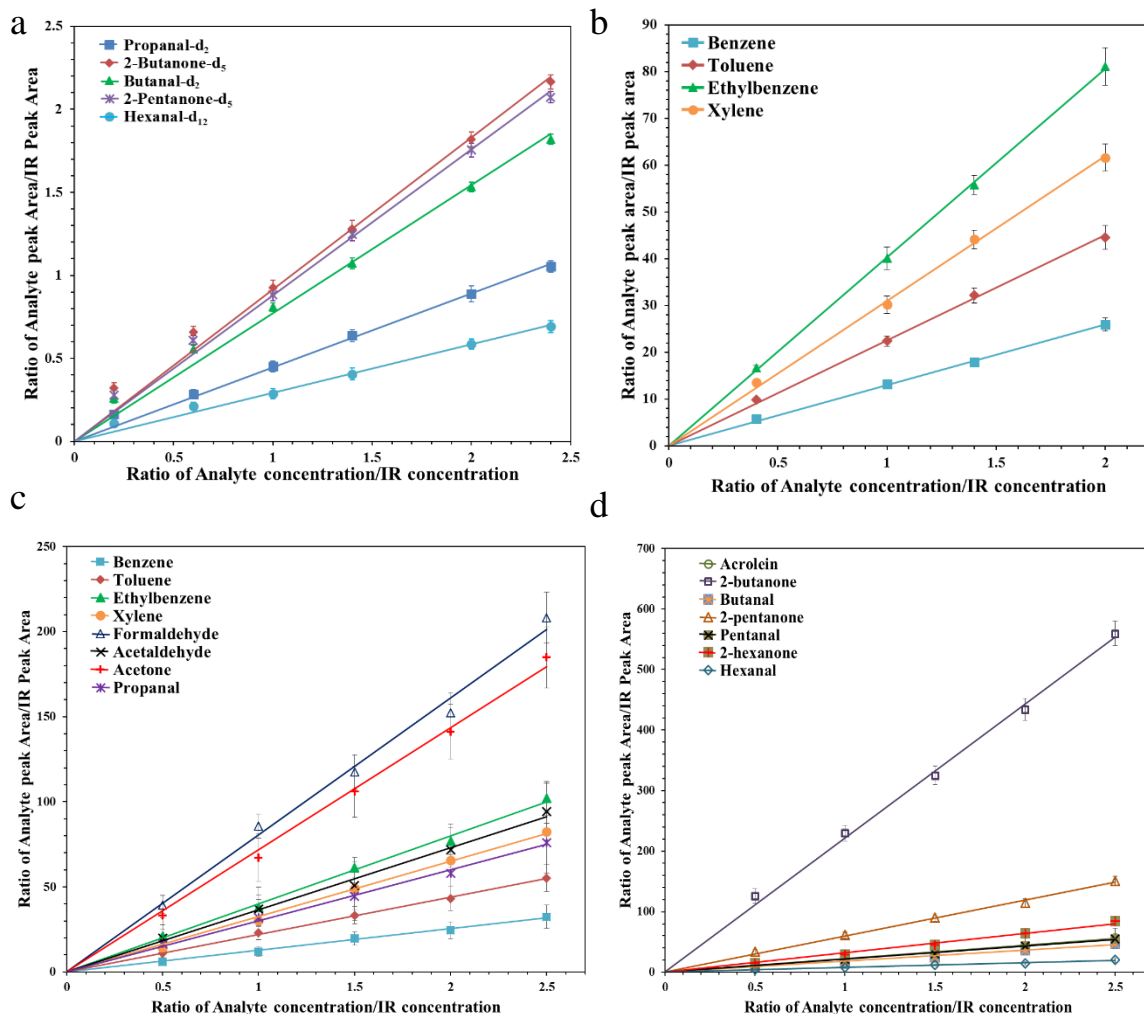 a
Propanal-d₂
2-Butanone-d₅
Butanal-d₂
2-Pentanone-d₅
Hexanal-d₁₂
2.5
2
1.5
1
0.5
0
0 0.5 1 1.5 2 2.5
Ratio of Analyte peak Area/IR Peak Area
Ratio of Analyte concentration/IR concentration
b
Benzene
Toluene
Ethylbenzene
Xylene
90
80
70
60
50
40
30
20
10
0
0 0.5 1 1.5 2
Ratio of Analyte peak area/IR peak area
Ratio of Analyte concentration/IR concentration
c
Benzene
Toluene
Ethylbenzene
Xylene
Formaldehyde
Acetaldehyde
Acetone
Propanal
250
200
150
100
50
0
0 0.5 1 1.5 2 2.5
Ratio of Analyte peak Area/IR Peak Area
Ratio of Analyte concentration/IR concentration
d
Acrolein
2-butanone
Butanal
2-pentanone
Pentanal
2-hexanone
Hexanal
700
600
500
400
300
200
100
0
0 0.5 1 1.5 2 2.5
Ratio of Analyte peak Area/IR Peak Area
Ratio of Analyte concentration/IR concentration